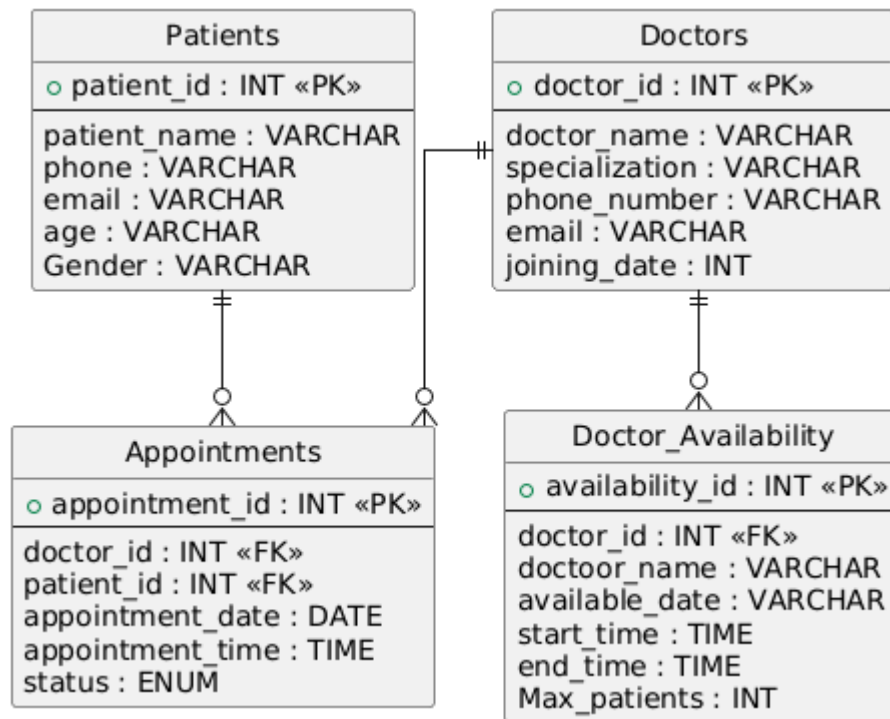 Patients
patient_id : INT «PK»
patient_name : VARCHAR
phone : VARCHAR
email : VARCHAR
age : VARCHAR
Gender : VARCHAR
Doctors
doctor_id : INT «PK»
doctor_name : VARCHAR
specialization : VARCHAR
phone_number : VARCHAR
email : VARCHAR
joining_date : INT
Appointments
appointment_id : INT «PK»
doctor_id : INT «FK»
patient_id : INT «FK»
appointment_date : DATE
appointment_time : TIME
status : ENUM
Doctor_Availability
availability_id : INT «PK»
doctor_id : INT «FK»
doctoor_name : VARCHAR
available_date : VARCHAR
start_time : TIME
end_time : TIME
Max_patients : INT